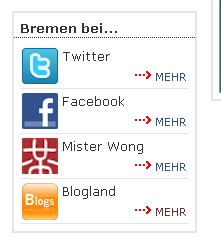 Bremen bei...
Twitter
MEHR
Facebook
MEHR
Mister Wong
MEHR
Blogs
Blogland
MEHR